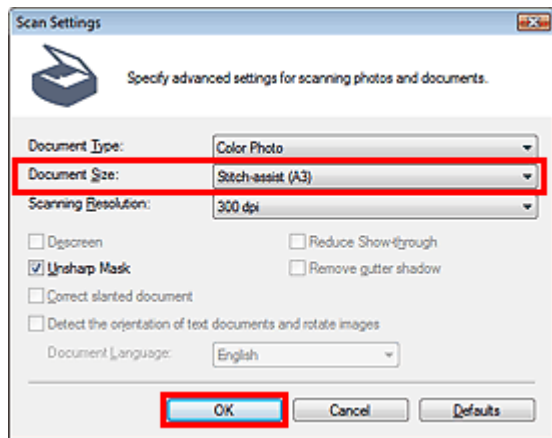 Scan Settings
Specify advanced settings for scanning photos and documents.
Document Type: Color Photo
Document Size: Stitch-assist (A3)
Scanning Resolution: 300 dpi
Descreen Reduce Show-through
Unsharp Mask Remove gutter shadow
Correct slanted document
Detect the orientation of text documents and rotate images
Document Language: English
OK Cancel Defaults